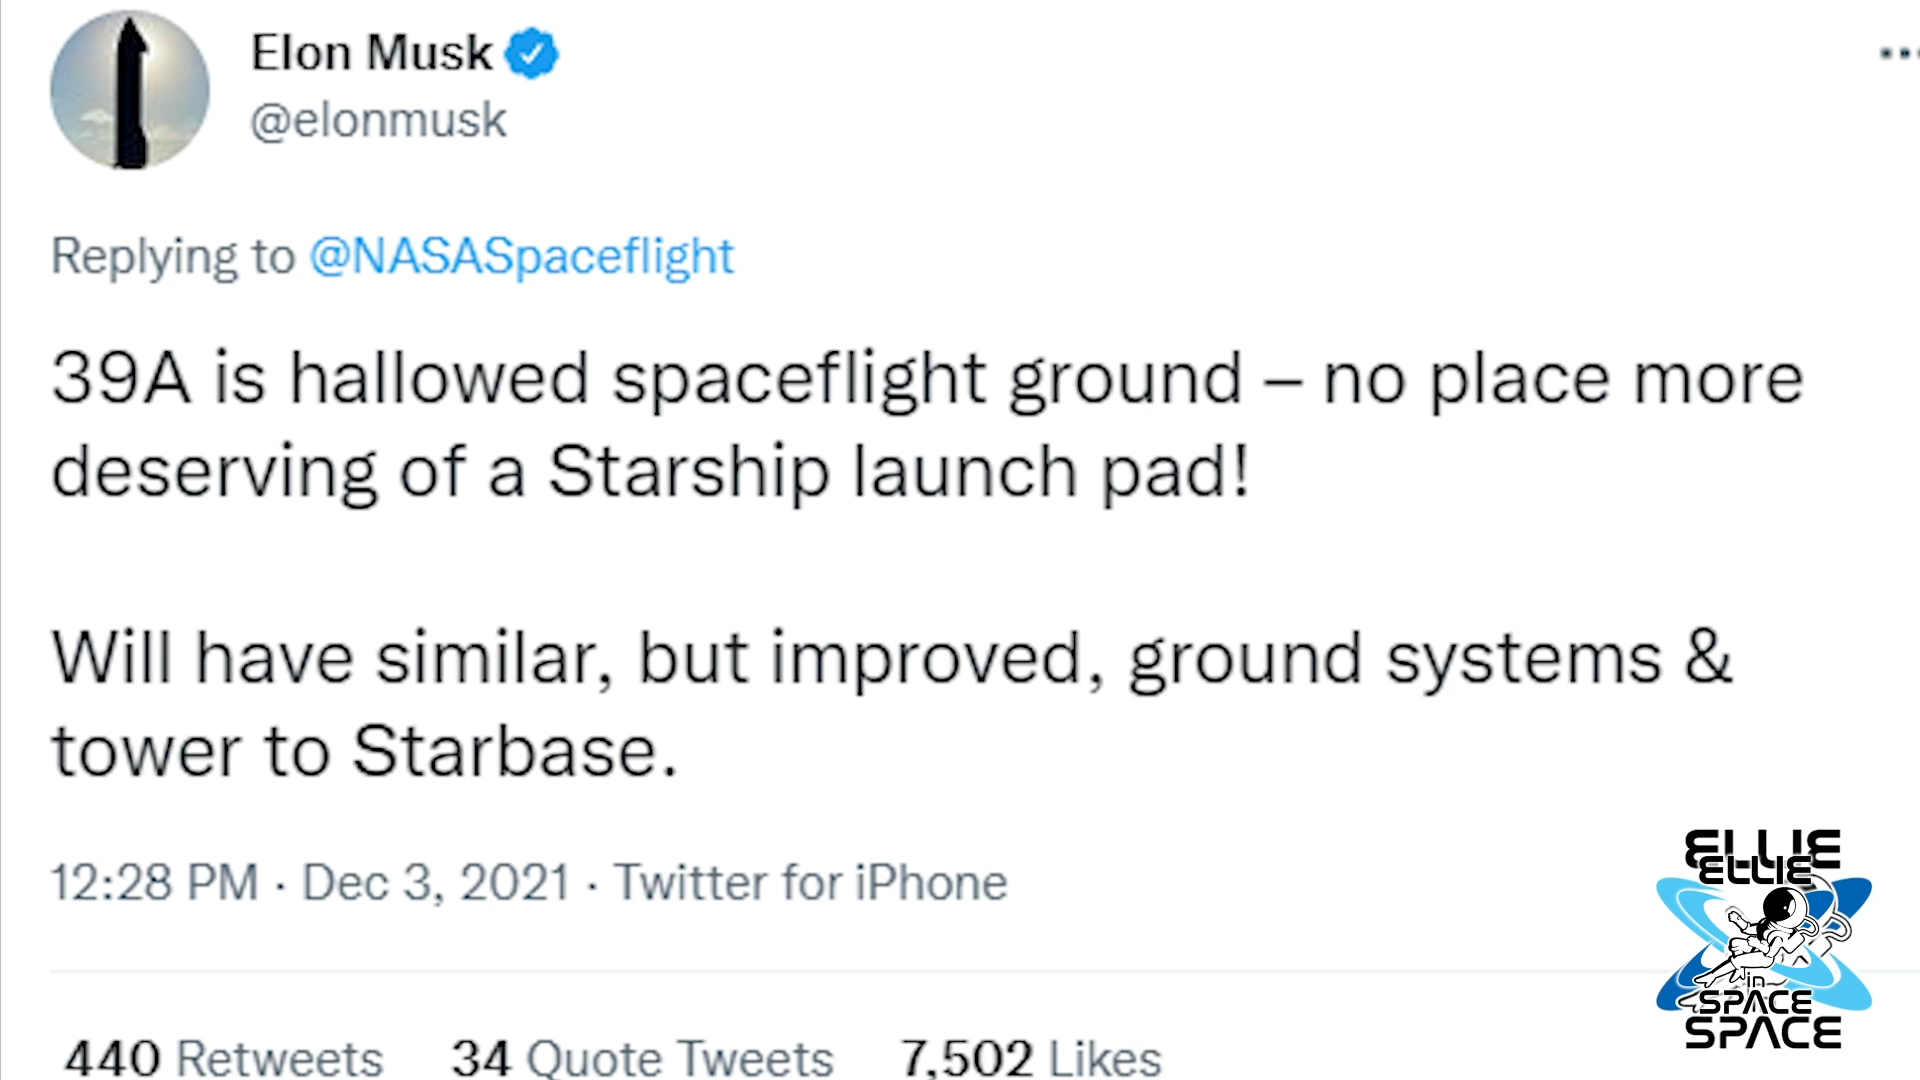 Elon Musk
@elonmusk
Replying to @NASASpaceflight
39A is hallowed spaceflight ground – no place more
deserving of a Starship launch pad!
Will have similar, but improved, ground systems &
tower to Starbase.
12:28 PM · Dec 3, 2021 · Twitter for iPhone
ELLIE
ELLIE
in
SPACE
SPACE
440 Retweets 34 Quote Tweets 7,502 Likes